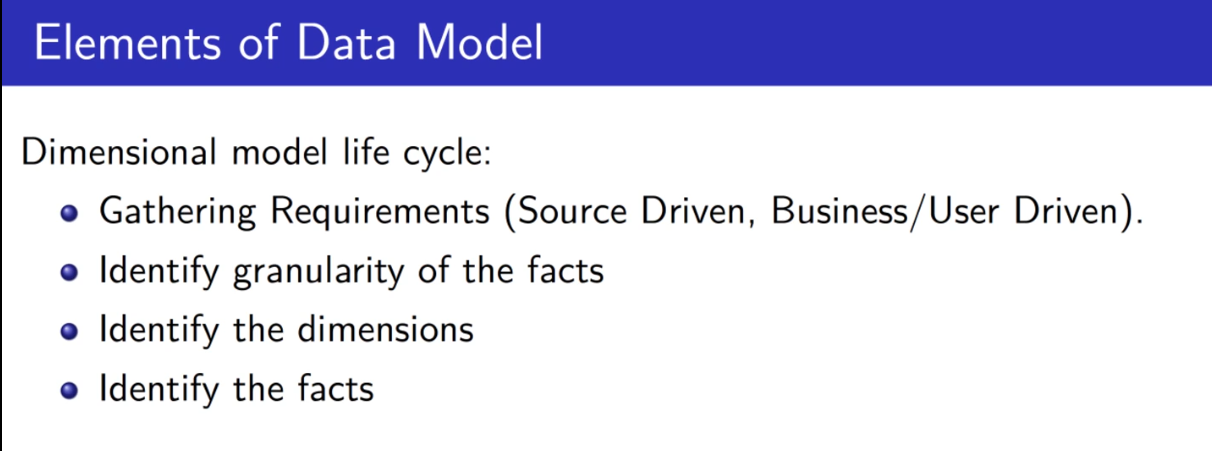 Elements of Data Model
Dimensional model life cycle:
Gathering Requirements (Source Driven, Business/User Driven).
Identify granularity of the facts
Identify the dimensions
Identify the facts